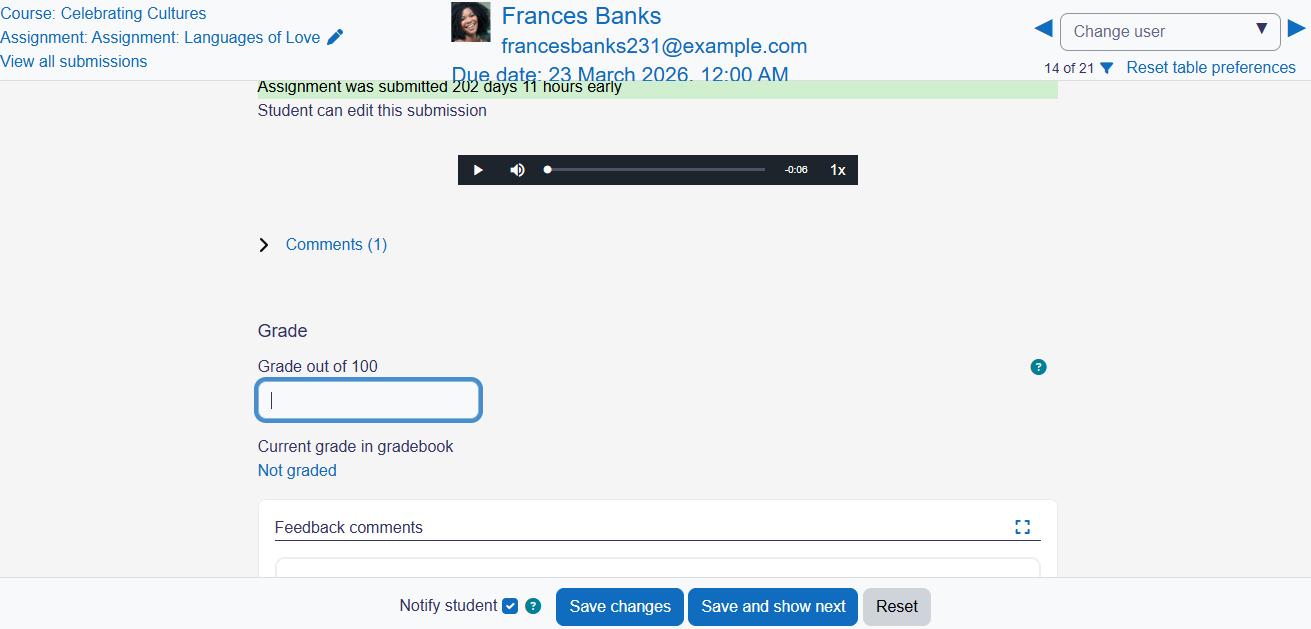 Course: Celebrating Cultures
Assignment: Assignment: Languages of Love
View all submissions
Frances Banks
francesbanks231@example.com
Due date: 23 March 2026, 12:00 AM
Change user
14 of 21
Reset table preferences
Assignment was submitted 202 days 11 hours early
Student can edit this submission
-0:06
1x
Comments (1)
Grade
Grade out of 100
?
Current grade in gradebook
Not graded
Feedback comments
Notify student
?
Save changes
Save and show next
Reset